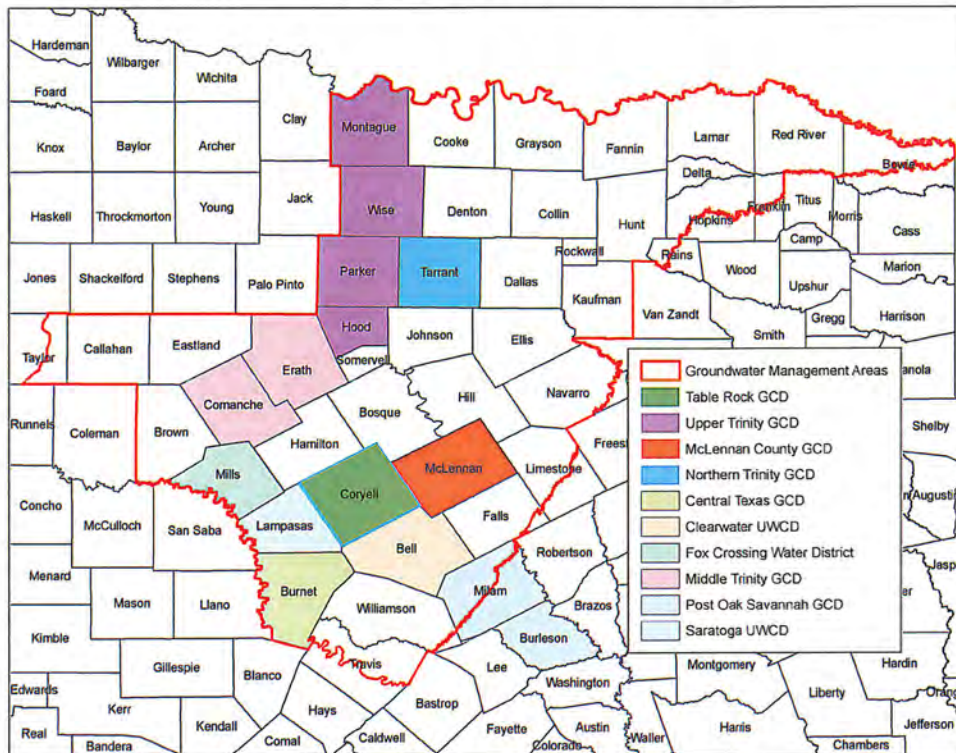 Hardeman
Wilbarger
Wichita
Foard
Clay
Montague
Cooke
Grayson
Fannin
Lamar
Red River
Bowie
Knox
Baylor
Archer
Delta
Titus
Haskell
Throckmorton
Young
Jack
Wise
Denton
Collin
Hunt
Hopkins
Franklin
Morris
Cass
Camp
Rockwall
Rains
Wood
Marion
Jones
Shackelford
Stephens
Palo Pinto
Parker
Tarrant
Dallas
Kaufman
Upshur
Van Zandt
Gregg
Harrison
Smith
Taylor
Callahan
Eastland
Hood
Johnson
Ellis
Somervell
Erath
Comanche
Hill
Navarro
Bosque
Runnels
Coleman
Brown
Hamilton
Freest
anola
Shelby
Mills
Coryell
McLennan
Limestone
Concho
McCulloch
San Saba
Lampasas
Falls
n Augustin
Bell
Robertson
Menard
Burnet
Milam
Jasp
Mason
Llano
Williamson
Brazos
er
Kimble
Burleson
Gillespie
Blanco
Travis
Lee
Washington
Montgomery
Hardin
Liberty
Edwards
Kerr
Hays
Bastrop
Orang
Real
Kendall
Fayette
Austin
Waller
Harris
Jefferson
Bandera
Comal
Caldwell
Colorado
Chambers
Groundwater Management Areas
Table Rock GCD
Upper Trinity GCD
McLennan County GCD
Northern Trinity GCD
Central Texas GCD
Clearwater UWCD
Fox Crossing Water District
Middle Trinity GCD
Post Oak Savannah GCD
Saratoga UWCD